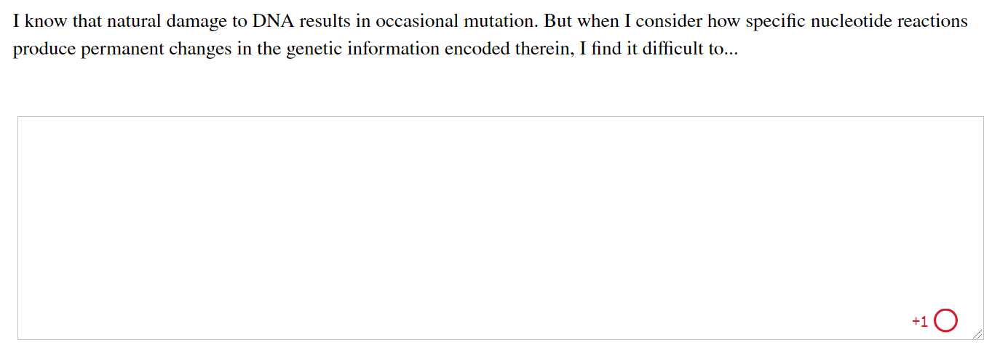 I know that natural damage to DNA results in occasional mutation. But when I consider how specific nucleotide reactions
produce permanent changes in the genetic information encoded therein, I find it difficult to...
+1